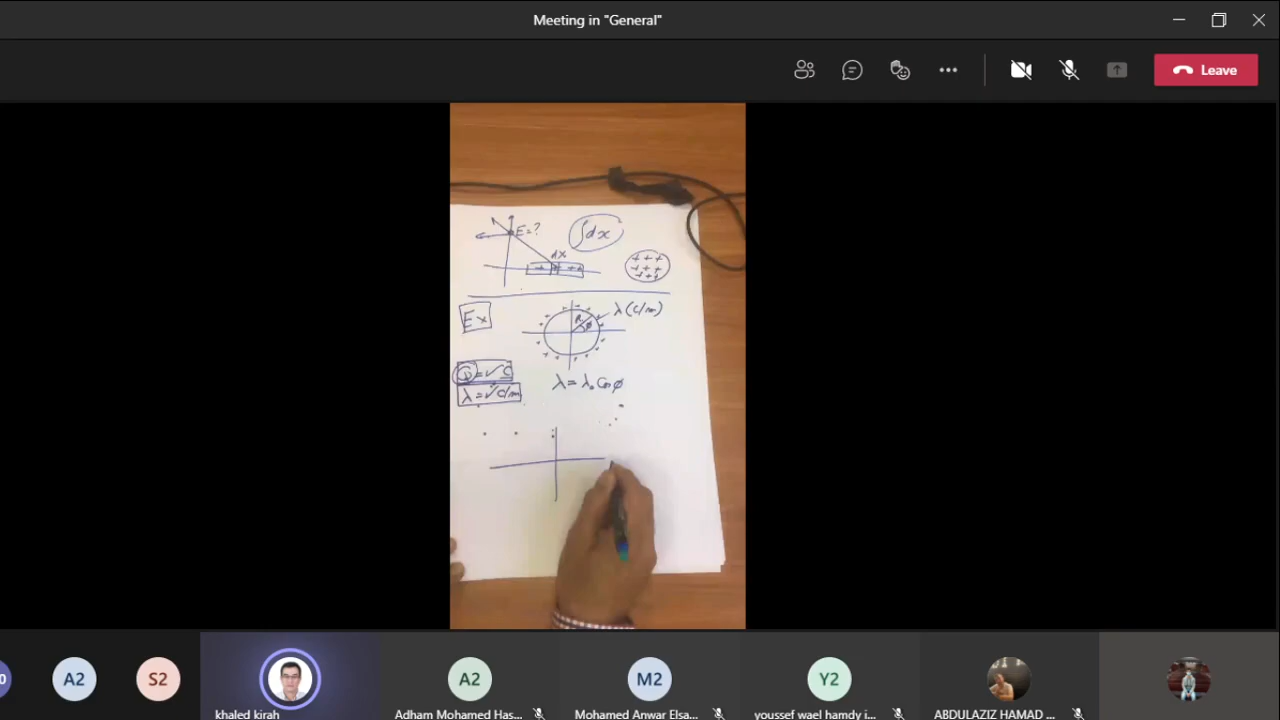 Meeting in "General"
Leave
E=?
∫dx
dx
+ + +
+ + +
+ + +
Ex
R
φ
λ (C/m)
Q = ✓ C
λ = ✓ C/m
λ = λ₀ Cos φ
A2
S2
khaled kirah
A2
Adham Mohamed Has...
M2
Mohamed Anwar Elsa...
Y2
youssef wael hamdy i...
ABDULAZIZ HAMAD ...